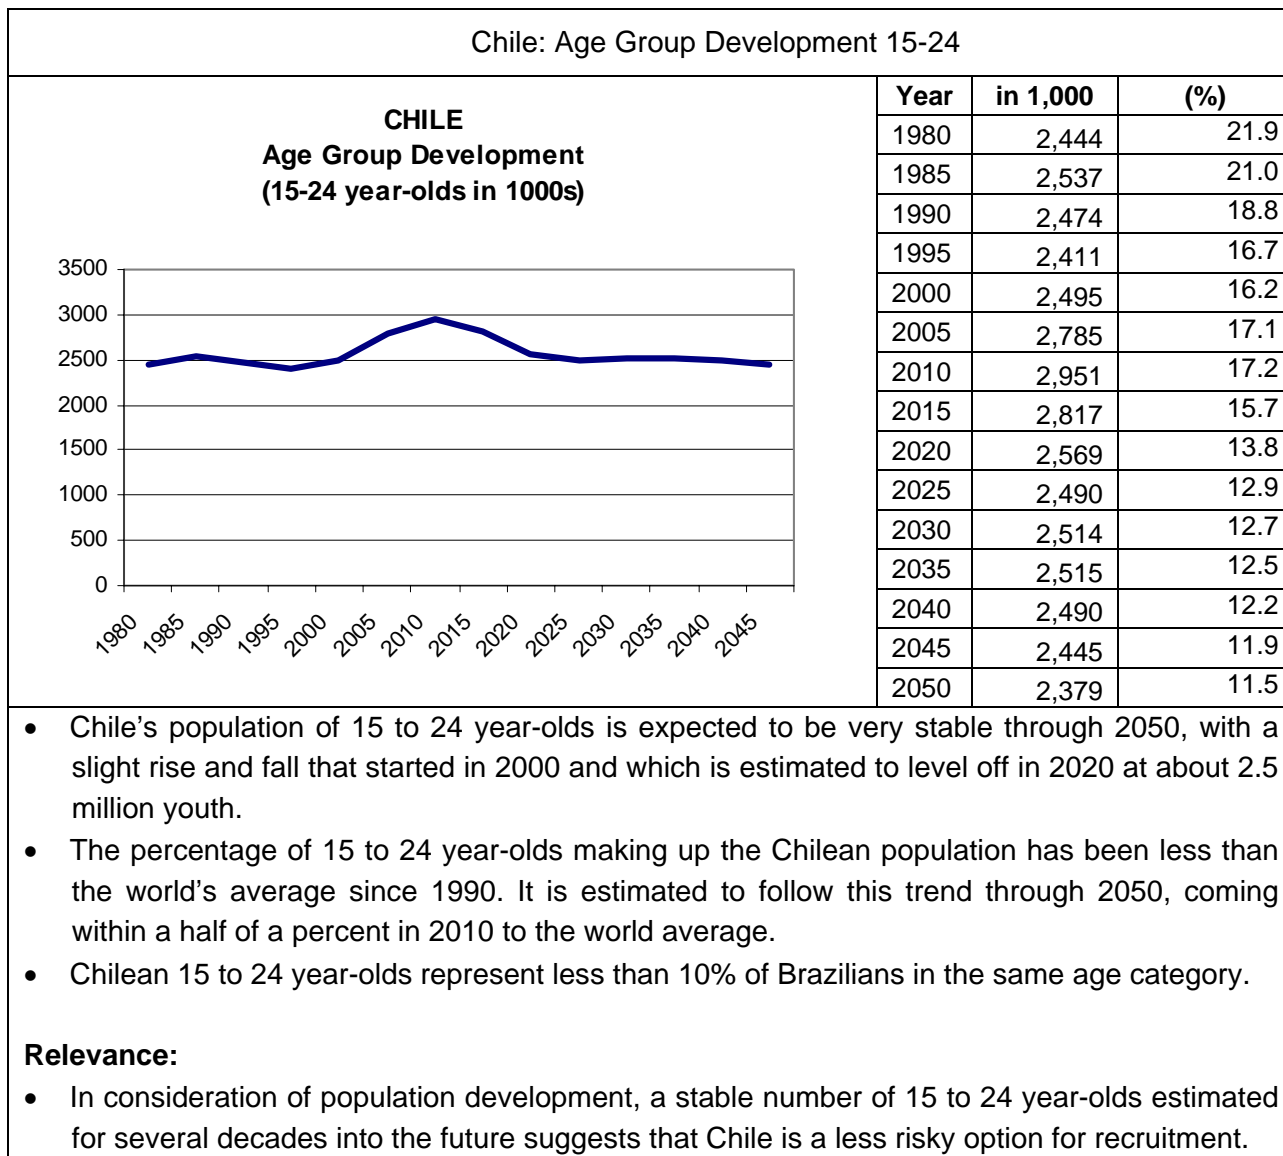 Chile: Age Group Development 15-24
CHILE
Age Group Development
(15-24 year-olds in 1000s)
3500
3000
2500
2000
1500
1000
500
0
1980 1985 1990 1995 2000 2005 2010 2015 2020 2025 2030 2035 2040 2045
Year in 1,000 (%)
1980 2,444 21.9
1985 2,537 21.0
1990 2,474 18.8
1995 2,411 16.7
2000 2,495 16.2
2005 2,785 17.1
2010 2,951 17.2
2015 2,817 15.7
2020 2,569 13.8
2025 2,490 12.9
2030 2,514 12.7
2035 2,515 12.5
2040 2,490 12.2
2045 2,445 11.9
2050 2,379 11.5
• Chile's population of 15 to 24 year-olds is expected to be very stable through 2050, with a
slight rise and fall that started in 2000 and which is estimated to level off in 2020 at about 2.5
million youth.
• The percentage of 15 to 24 year-olds making up the Chilean population has been less than
the world's average since 1990. It is estimated to follow this trend through 2050, coming
within a half of a percent in 2010 to the world average.
• Chilean 15 to 24 year-olds represent less than 10% of Brazilians in the same age category.
Relevance:
• In consideration of population development, a stable number of 15 to 24 year-olds estimated
for several decades into the future suggests that Chile is a less risky option for recruitment.